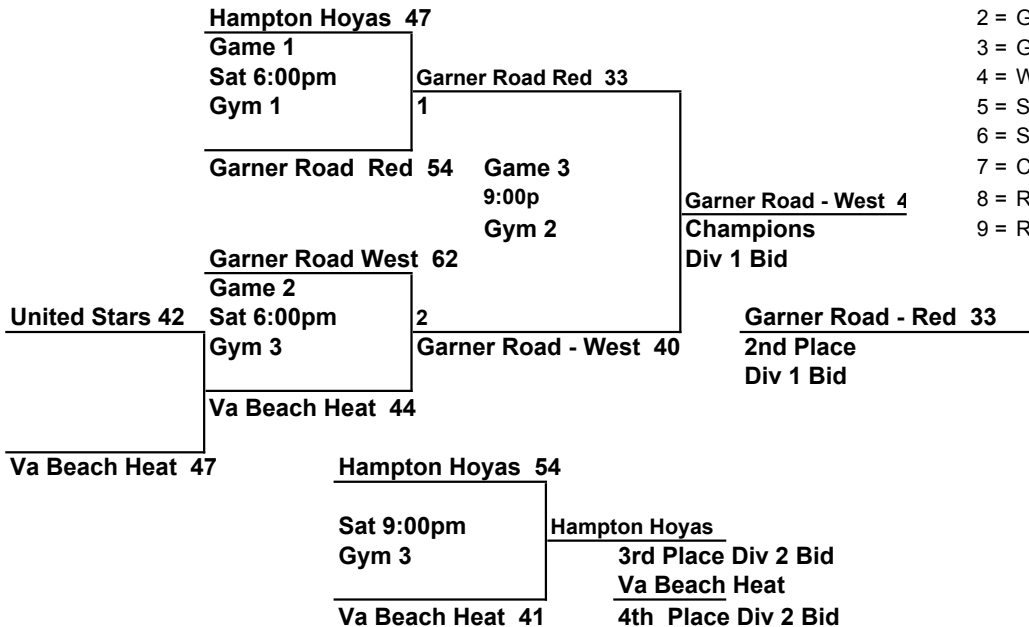 Hampton Hoyas 47
2 = G
Game 1
3 = G
Sat 6:00pm
Garner Road Red 33
Gym 1
1
5 = S
6 = S
Garner Road Red 54
Game 3
7 = C
9:00p
Garner Road - West 4
8 = R
Gym 2
Champions
9 = R
Garner Road West 62
Div 1 Bid
Game 2
United Stars 42
Sat 6:00pm
2
Garner Road - Red 33
Gym 3
Garner Road - West 40
2nd Place
Div 1 Bid
Va Beach Heat 44
Va Beach Heat 47
Hampton Hoyas 54
Sat 9:00pm
Hampton Hoyas
Gym 3
3rd Place Div 2 Bid
Va Beach Heat
Va Beach Heat 41
4th Place Div 2 Bid